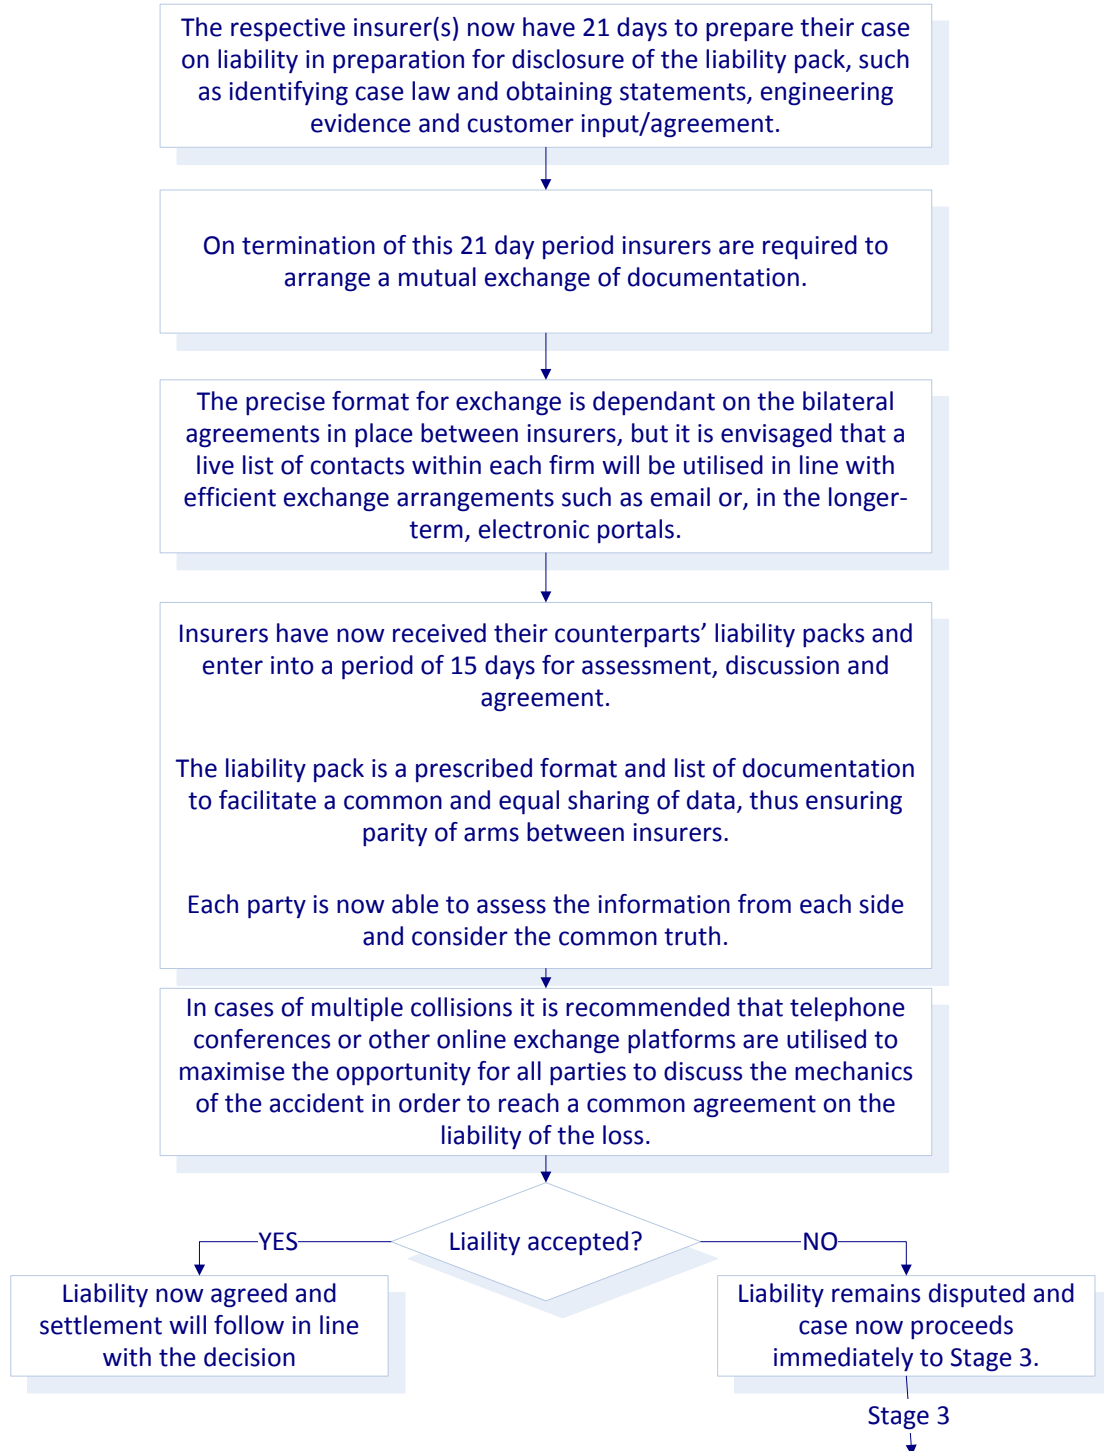 The respective insurer(s) now have 21 days to prepare their case
on liability in preparation for disclosure of the liability pack, such
as identifying case law and obtaining statements, engineering
evidence and customer input/agreement.
On termination of this 21 day period insurers are required to
arrange a mutual exchange of documentation.
The precise format for exchange is dependant on the bilateral
agreements in place between insurers, but it is envisaged that a
live list of contacts within each firm will be utilised in line with
efficient exchange arrangements such as email or, in the longer-
term, electronic portals.
Insurers have now received their counterparts’ liability packs and
enter into a period of 15 days for assessment, discussion and
agreement.
The liability pack is a prescribed format and list of documentation
to facilitate a common and equal sharing of data, thus ensuring
parity of arms between insurers.
Each party is now able to assess the information from each side
and consider the common truth.
In cases of multiple collisions it is recommended that telephone
conferences or other online exchange platforms are utilised to
maximise the opportunity for all parties to discuss the mechanics
of the accident in order to reach a common agreement on the
liability of the loss.
YES
Liaility accepted?
NO
Liability now agreed and
settlement will follow in line
with the decision
Liability remains disputed and
case now proceeds
immediately to Stage 3.
Stage 3